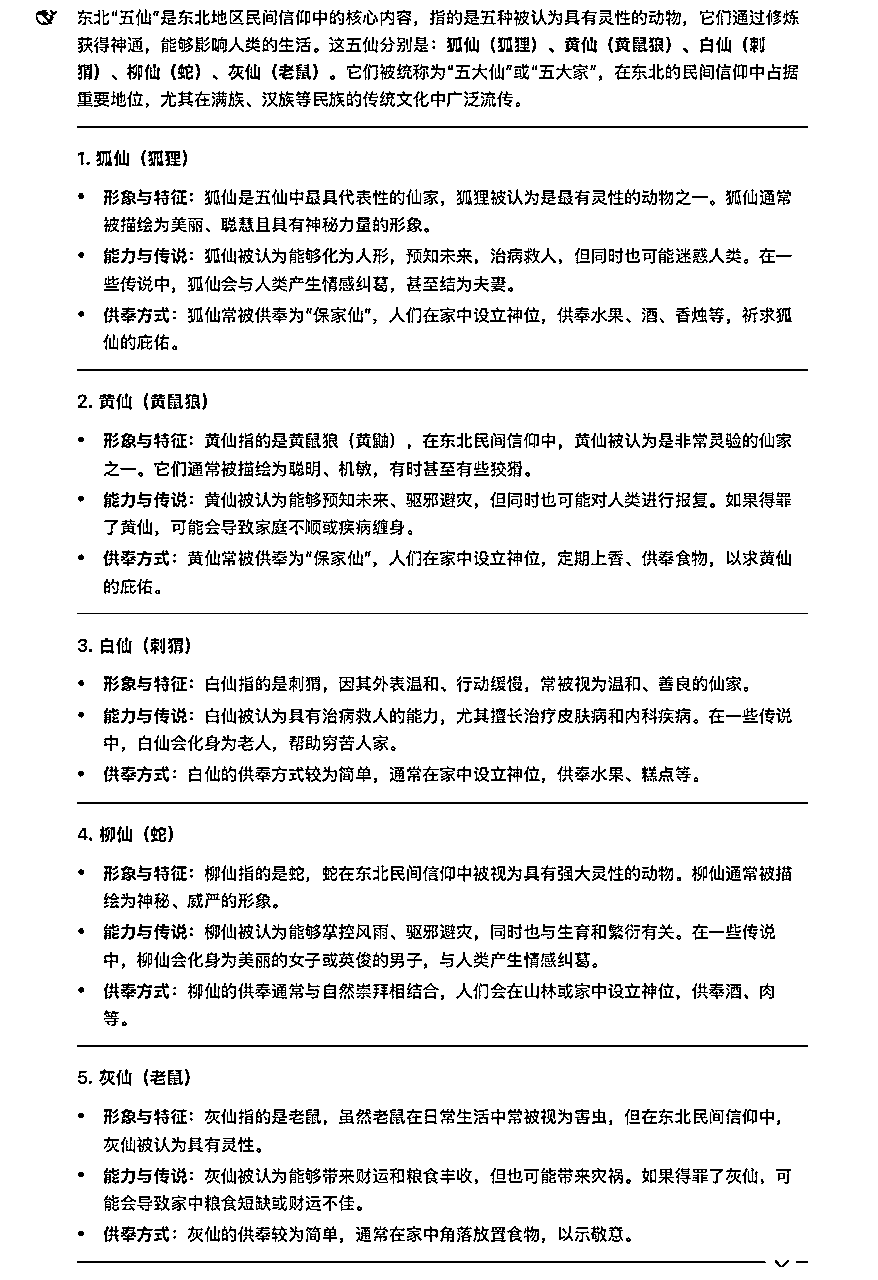 东北“五仙”是东北地区民间信仰中的核心内容，指的是五种被认为具有灵性的动物，它们通过修炼
获得神通，能够影响人类的生活。这五仙分别是：狐仙（狐狸）、黄仙（黄鼠狼）、白仙（刺
猬）、柳仙（蛇）、灰仙（老鼠）。它们被统称为“五大仙”或“五大家”，在东北的民间信仰中占据
重要地位，尤其在满族、汉族等民族的传统文化中广泛流传。
1. 狐仙（狐狸）
• 形象与特征：狐仙是五仙中最具代表性的仙家，狐狸被认为是最有灵性的动物之一。狐仙通常
被描绘为美丽、聪慧且具有神秘力量的形象。
• 能力与传说：狐仙被认为能够化为人形，预知未来，治病救人，但同时也可能迷惑人类。在一
些传说中，狐仙会与人类产生情感纠葛，甚至结为夫妻。
• 供奉方式：狐仙常被供奉为“保家仙”，人们在家中设立神位，供奉水果、酒、香烛等，祈求狐
仙的庇佑。
2. 黄仙（黄鼠狼）
• 形象与特征：黄仙指的是黄鼠狼（黄鼬），在东北民间信仰中，黄仙被认为是非常灵验的仙家
之一。它们通常被描绘为聪明、机敏，有时甚至有些狡猾。
• 能力与传说：黄仙被认为能够预知未来、驱邪避灾，但同时也可能对人类进行报复。如果得罪
了黄仙，可能会导致家庭不顺或疾病缠身。
• 供奉方式：黄仙常被供奉为“保家仙”，人们在家中设立神位，定期上香、供奉食物，以求黄仙
的庇佑。
3. 白仙（刺猬）
• 形象与特征：白仙指的是刺猬，因其外表温和、行动缓慢，常被视为温和、善良的仙家。
• 能力与传说：白仙被认为具有治病救人的能力，尤其擅长治疗皮肤病和内科疾病。在一些传说
中，白仙会化身为老人，帮助穷苦人家。
• 供奉方式：白仙的供奉方式较为简单，通常在家中设立神位，供奉水果、糕点等。
4. 柳仙（蛇）
• 形象与特征：柳仙指的是蛇，蛇在东北民间信仰中被视为具有强大灵性的动物。柳仙通常被描
绘为神秘、威严的形象。
• 能力与传说：柳仙被认为能够掌控风雨、驱邪避灾，同时也与生育和繁衍有关。在一些传说
中，柳仙会化身为美丽的女子或英俊的男子，与人类产生情感纠葛。
• 供奉方式：柳仙的供奉通常与自然崇拜相结合，人们会在山林或家中设立神位，供奉酒、肉
等。
5. 灰仙（老鼠）
• 形象与特征：灰仙指的是老鼠，虽然老鼠在日常生活中常被视为害虫，但在东北民间信仰中，
灰仙被认为具有灵性。
• 能力与传说：灰仙被认为能够带来财运和粮食丰收，但也可能带来灾祸。如果得罪了灰仙，可
能会导致家中粮食短缺或财运不佳。
• 供奉方式：灰仙的供奉较为简单，通常在家中角落放置食物，以示敬意。